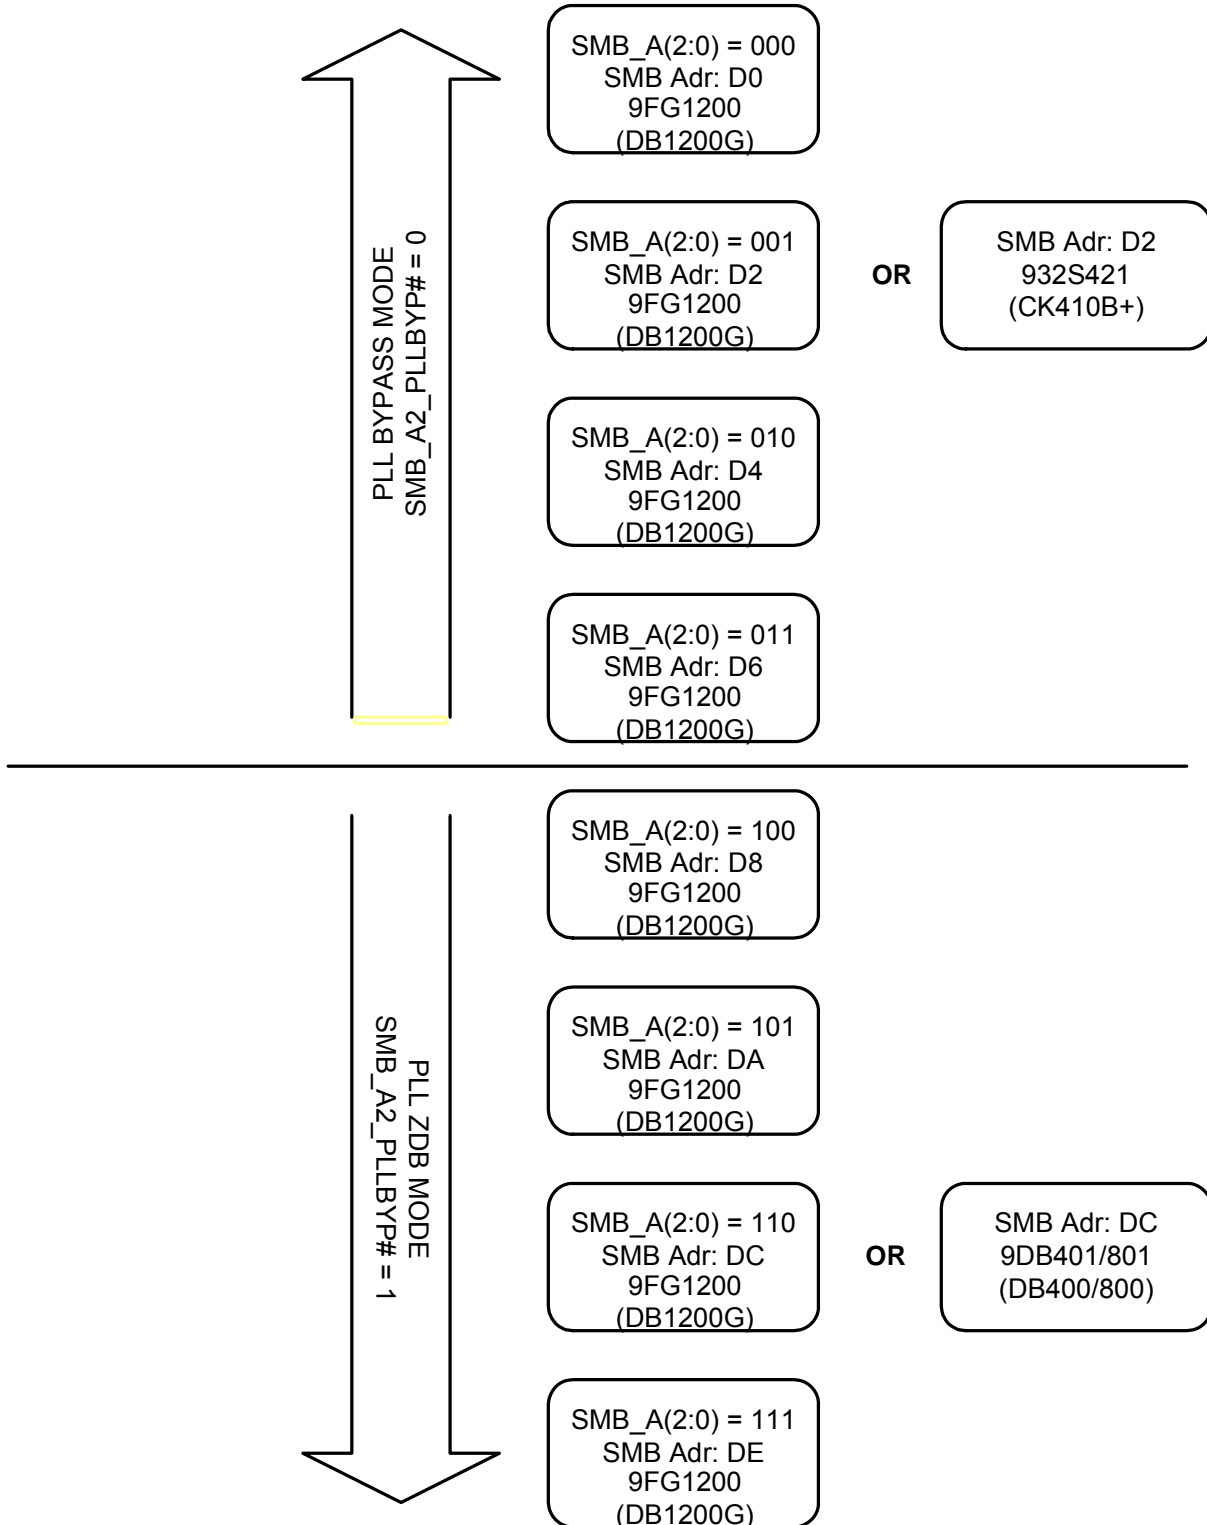 SMB_A(2:0) = 000
SMB Adr: D0
9FG1200
(DB1200G)
PLL BYPASS MODE
SMB_A2_PLLBYP# = 0
SMB_A(2:0) = 001
SMB Adr: D2
9FG1200
(DB1200G)
OR
SMB Adr: D2
932S421
(CK410B+)
SMB_A(2:0) = 010
SMB Adr: D4
9FG1200
(DB1200G)
SMB_A(2:0) = 011
SMB Adr: D6
9FG1200
(DB1200G)
SMB_A(2:0) = 100
SMB Adr: D8
9FG1200
(DB1200G)
PLL ZDB MODE
SMB_A2_PLLBYP# = 1
SMB_A(2:0) = 101
SMB Adr: DA
9FG1200
(DB1200G)
SMB_A(2:0) = 110
SMB Adr: DC
9FG1200
(DB1200G)
OR
SMB Adr: DC
9DB401/801
(DB400/800)
SMB_A(2:0) = 111
SMB Adr: DE
9FG1200
(DB1200G)